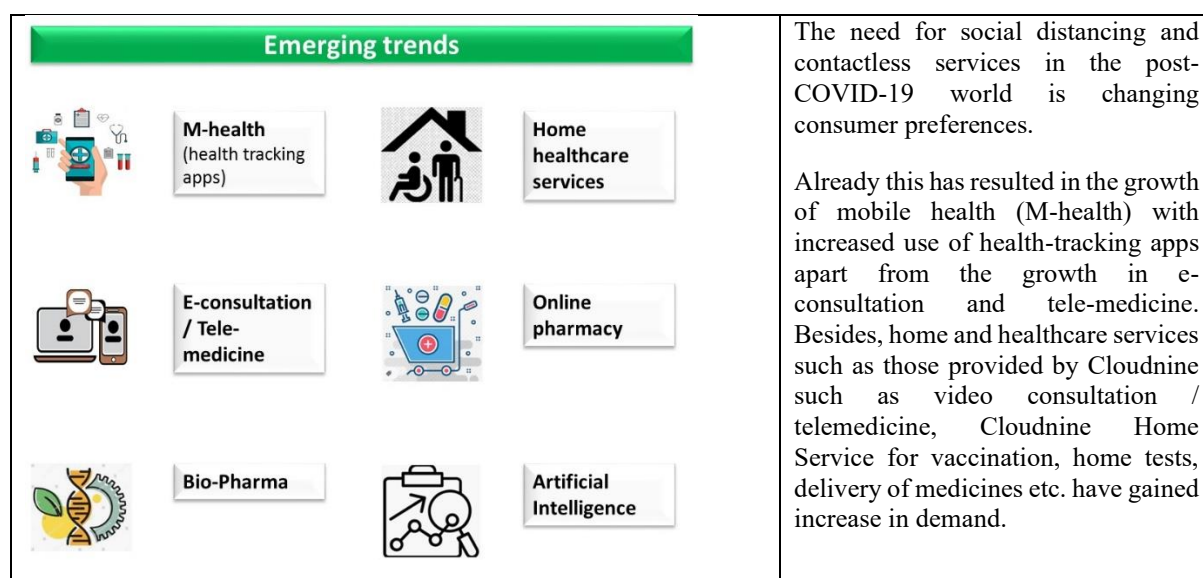 Emerging trends
M-health
(health tracking
apps)
Home
healthcare
services
E-consultation
/ Tele-
medicine
Online
pharmacy
Bio-Pharma
Artificial
Intelligence
The need for social distancing and
contactless services in the post-
COVID-19 world is changing
consumer preferences.
Already this has resulted in the growth
of mobile health (M-health) with
increased use of health-tracking apps
apart from the growth in e-
consultation and tele-medicine.
Besides, home and healthcare services
such as those provided by Cloudnine
such as video consultation /
telemedicine, Cloudnine Home
Service for vaccination, home tests,
delivery of medicines etc. have gained
increase in demand.